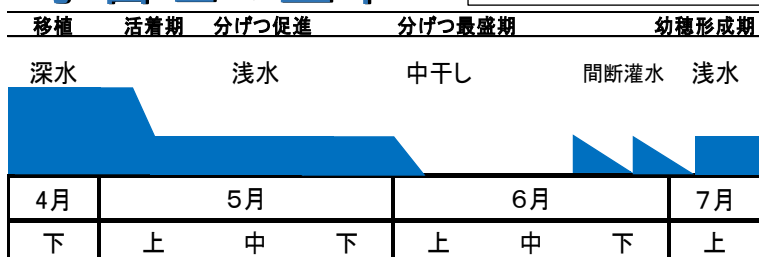 移植 活着期 分げつ促進 分げつ最盛期 幼穂形成期
深水 浅水 中干し 間断灌水 浅水
4月 5月 6月 7月
下 上 中 下 上 中 下 上